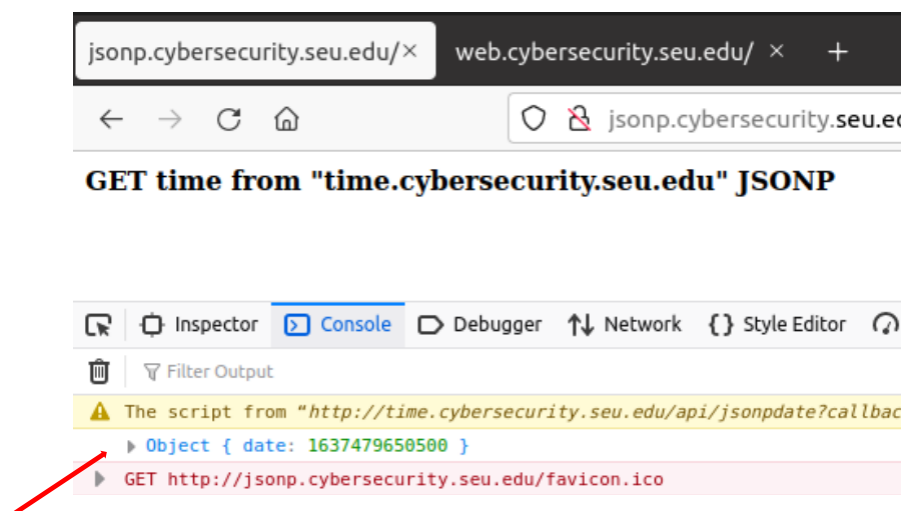 jsonp.cybersecurity.seu.edu/× web.cybersecurity.seu.edu/ × +
jsonp.cybersecurity.seu.e
GET time from "time.cybersecurity.seu.edu" JSONP
Inspector Console Debugger Network {} Style Editor
Filter Output
The script from “http://time.cybersecurity.seu.edu/api/jsonpdate?callbac
Object { date: 1637479650500 }
GET http://jsonp.cybersecurity.seu.edu/favicon.ico